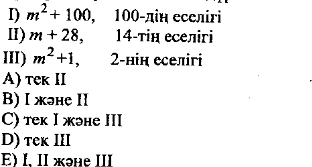 I) m² + 100, 100-дің еселігі
II) m + 28, 14-тің еселігі
III) m²+1, 2-нің еселігі
A) тек II
B) I және II
C) тек I және III
D) тек III
E) I, II және III